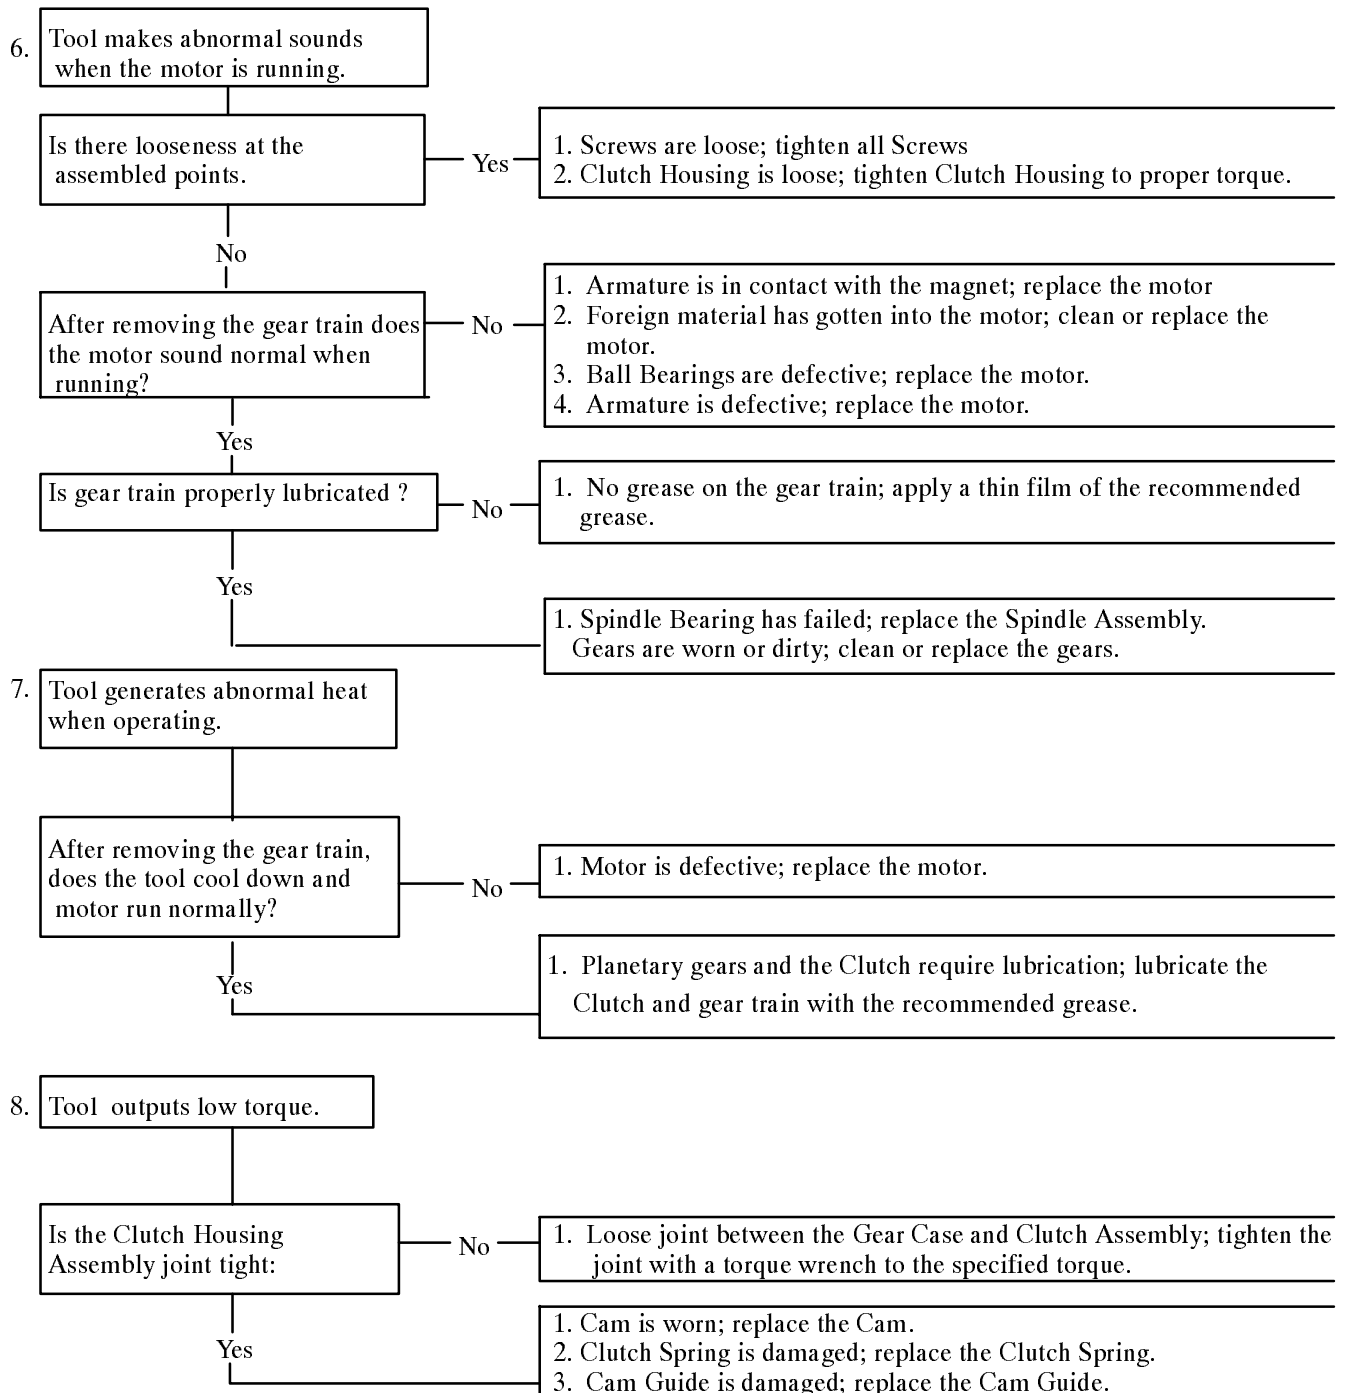 6.
Tool makes abnormal sounds
when the motor is running.
Is there looseness at the
assembled points.
Yes
1. Screws are loose; tighten all Screws
2. Clutch Housing is loose; tighten Clutch Housing to proper torque.
No
After removing the gear train does
the motor sound normal when
running?
No
1. Armature is in contact with the magnet; replace the motor
2. Foreign material has gotten into the motor; clean or replace the
motor.
3. Ball Bearings are defective; replace the motor.
4. Armature is defective; replace the motor.
Yes
Is gear train properly lubricated ?
No
1. No grease on the gear train; apply a thin film of the recommended
grease.
Yes
1. Spindle Bearing has failed; replace the Spindle Assembly.
Gears are worn or dirty; clean or replace the gears.
7.
Tool generates abnormal heat
when operating.
After removing the gear train,
does the tool cool down and
motor run normally?
No
1. Motor is defective; replace the motor.
Yes
1. Planetary gears and the Clutch require lubrication; lubricate the
Clutch and gear train with the recommended grease.
8.
Tool outputs low torque.
Is the Clutch Housing
Assembly joint tight:
No
1. Loose joint between the Gear Case and Clutch Assembly; tighten the
joint with a torque wrench to the specified torque.
Yes
1. Cam is worn; replace the Cam.
2. Clutch Spring is damaged; replace the Clutch Spring.
3. Cam Guide is damaged; replace the Cam Guide.